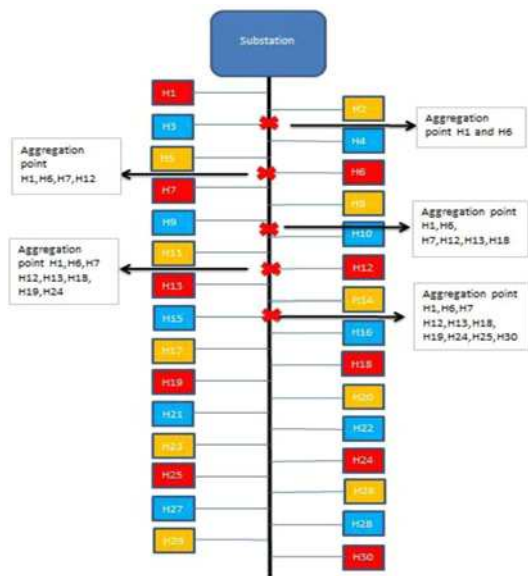 Substation
H1
H2
H3
H4
H5
H6
H7
H8
H9
H10
H11
H12
H13
H14
H15
H16
H17
H18
H19
H20
H21
H22
H23
H24
H25
H26
H27
H28
H29
H30
Aggregation
point H1 and H6
Aggregation
point
H1,H6,H7,H12
Aggregation point
H1,H6,
H7,H12,H13,H18
Aggregation
point H1,H6,H7
H12,H13,H18,
H19,H24
Aggregation point
H1,H6,H7
H12,H13,H18,
H19,H24,H25,H30